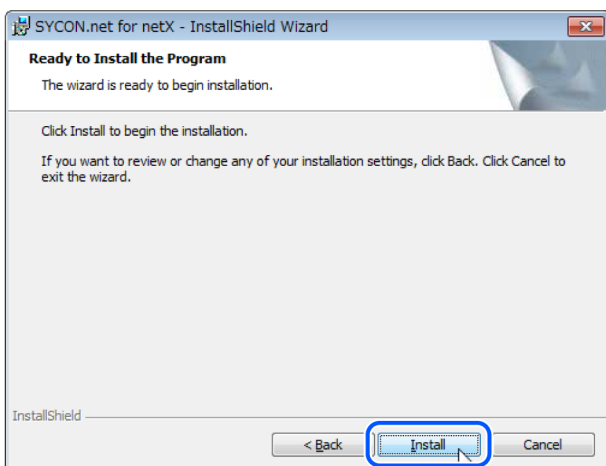 SYCON.net for netX - InstallShield Wizard
Ready to Install the Program
The wizard is ready to begin installation.
Click Install to begin the installation.
If you want to review or change any of your installation settings, click Back. Click Cancel to
exit the wizard.
InstallShield
< Back
Install
Cancel